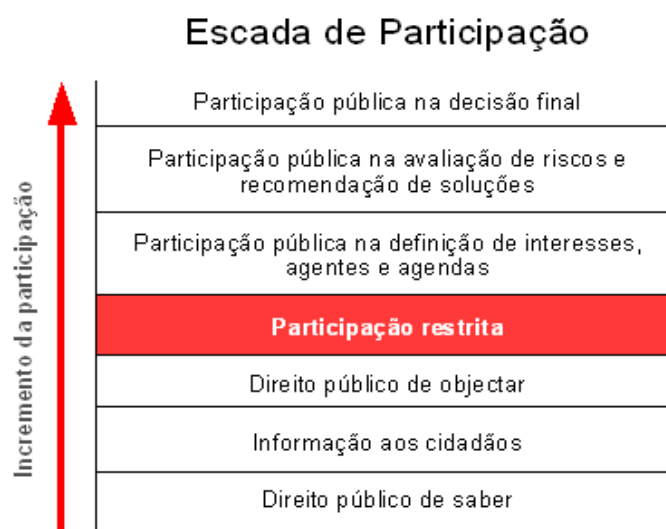 Escada de Participação
Participação pública na decisão final
Participação pública na avaliação de riscos e
recomendação de soluções
Participação pública na definição de interesses,
agentes e agendas
Participação restrita
Direito público de objectar
Informação aos cidadãos
Direito público de saber
Incremento da participação